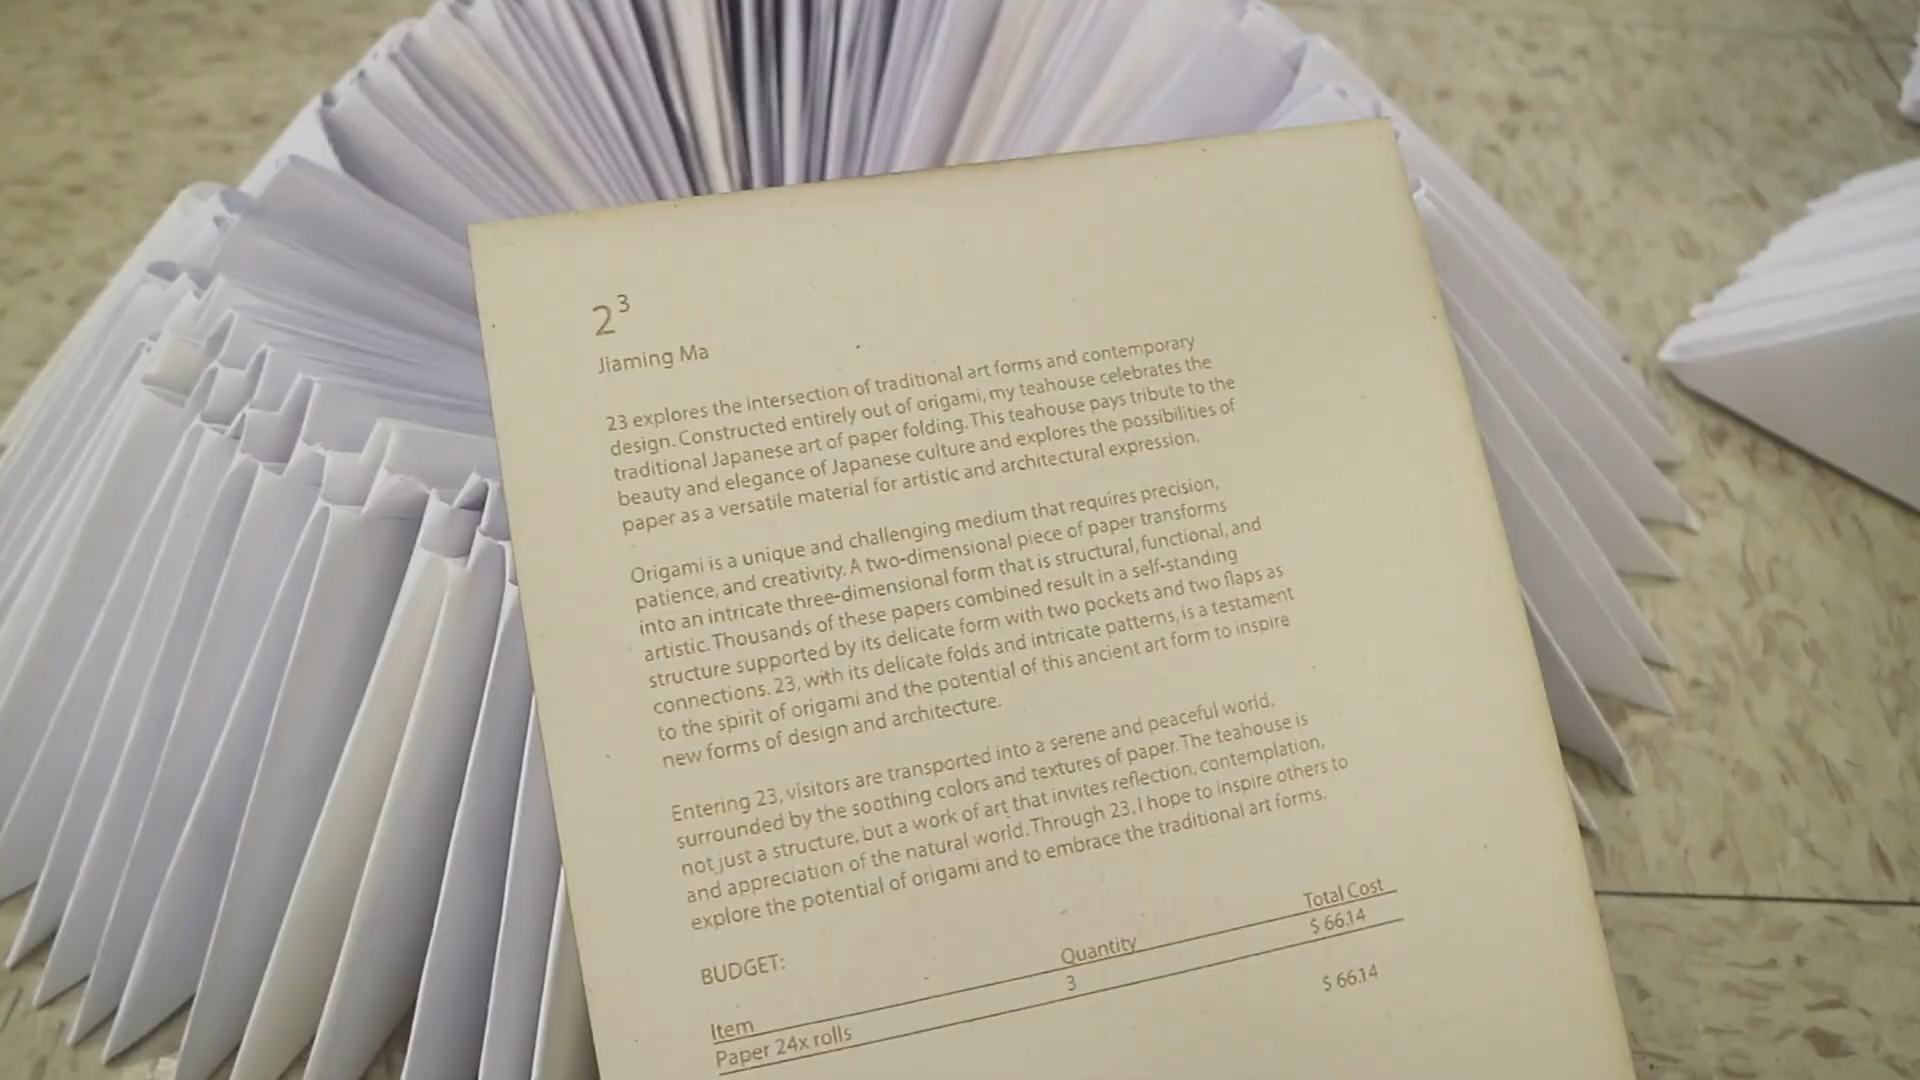 2³
Jiaming Ma
23 explores the intersection of traditional art forms and contemporary
design. Constructed entirely out of origami, my teahouse celebrates the
traditional Japanese art of paper folding. This teahouse pays tribute to the
beauty and elegance of Japanese culture and explores the possibilities of
paper as a versatile material for artistic and architectural expression.
Origami is a unique and challenging medium that requires precision,
patience, and creativity. A two-dimensional piece of paper transforms
into an intricate three-dimensional form that is structural, functional, and
artistic. Thousands of these papers combined result in a self-standing
structure supported by its delicate form with two pockets and two flaps as
connections. 23, with its delicate folds and intricate patterns, is a testament
to the spirit of origami and the potential of this ancient art form to inspire
new forms of design and architecture.
Entering 23, visitors are transported into a serene and peaceful world,
surrounded by the soothing colors and textures of paper. The teahouse is
not just a structure, but a work of art that invites reflection, contemplation,
and appreciation of the natural world. Through 23, I hope to inspire others to
explore the potential of origami and to embrace the traditional art forms.
BUDGET:
Item Quantity Total Cost
Paper 24x rolls 3 $ 66.14
$ 66.14